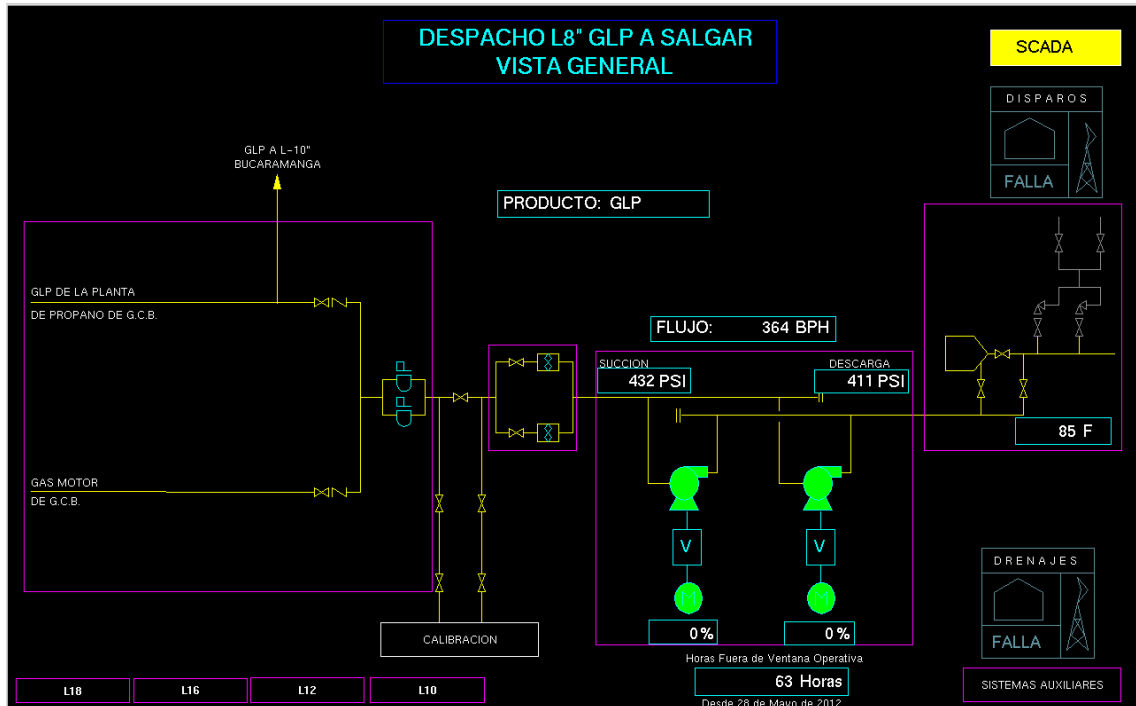 DESPACHO L8" GLP A SALGAR
VISTA GENERAL
SCADA
DISPAROS
FALLA
GLP A L-10"
BUCARAMANGA
PRODUCTO: GLP
GLP DE LA PLANTA
DE PROPANO DE G.C.B.
FLUJO: 364 BPH
SUCCION
432 PSI
DESCARGA
411 PSI
85 F
GAS MOTOR
DE G.C.B.
V
V
M
M
0 %
0 %
CALIBRACION
DRENAJES
FALLA
Horas Fuera de Ventana Operativa
63 Horas
Desde 28 de Mayo de 2012
SISTEMAS AUXILIARES
L18
L16
L12
L10